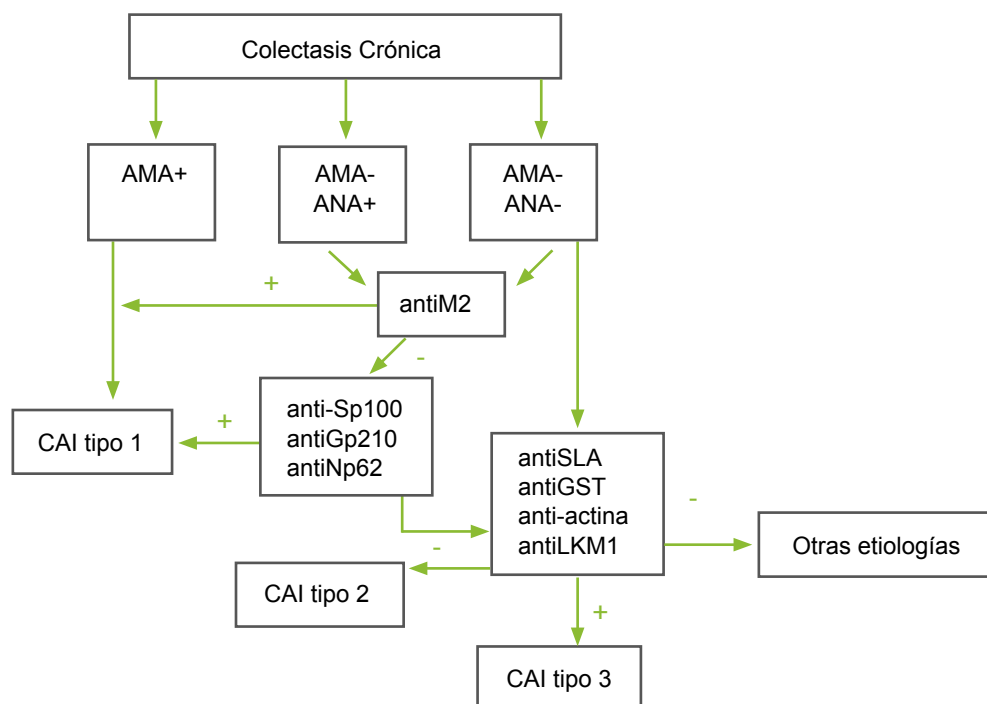 Colectasis Crónica
AMA+
AMA-
ANA+
AMA-
ANA-
+
antiM2
-
anti-Sp100
antiGp210
antiNp62
+
CAI tipo 1
antiSLA
antiGST
anti-actina
antiLKM1
-
Otras etiologías
-
CAI tipo 2
+
CAI tipo 3